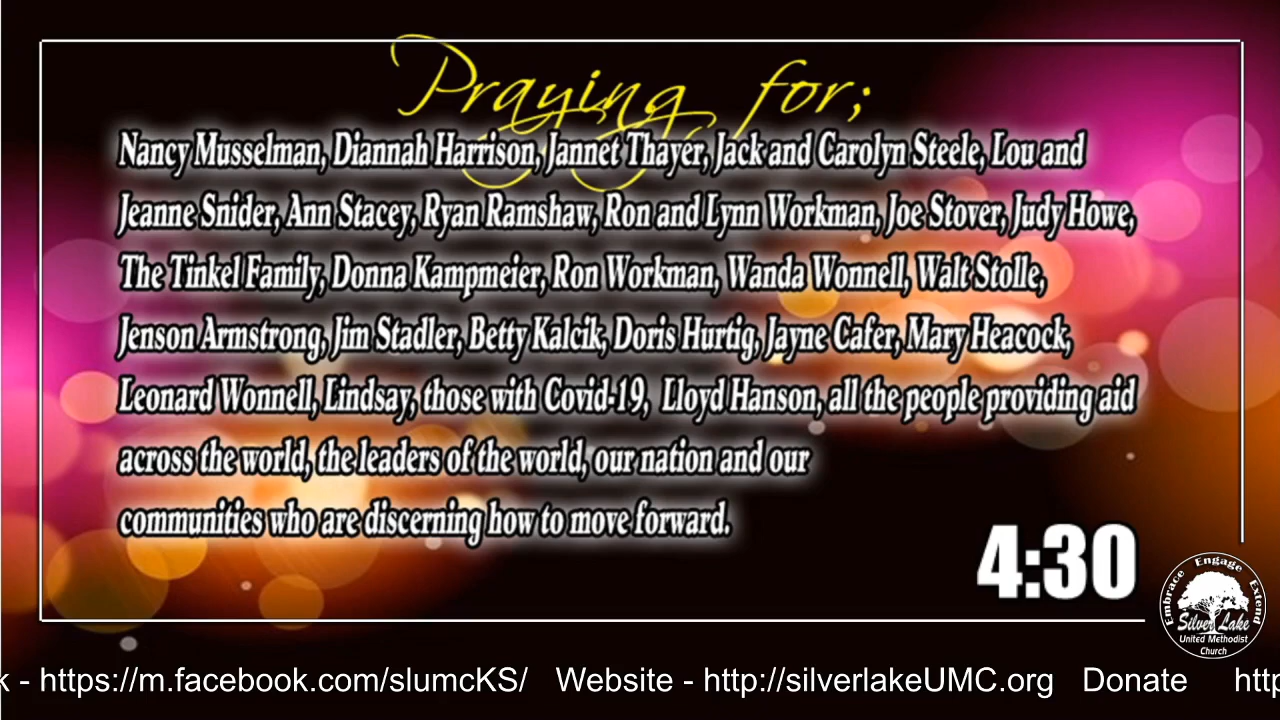 Praying for;
Nancy Musselman, Diannah Harrison, Jannet Thayer, Jack and Carolyn Steele, Lou and
Jeanne Snider, Ann Stacey, Ryan Ramshaw, Ron and Lynn Workman, Joe Stover, Judy Howe,
The Tinkel Family, Donna Kampmeier, Ron Workman, Wanda Wonnell, Walt Stolle,
Jenson Armstrong, Jim Stadler, Betty Kalcik, Doris Hurtig, Jayne Cafer, Mary Heacock,
Leonard Wonnell, Lindsay, those with Covid-19, Lloyd Hanson, all the people providing aid
across the world, the leaders of the world, our nation and our
communities who are discerning how to move forward.
4:30
Embrace Engage Extend
Silver Lake
United Methodist
Church
k - https://m.facebook.com/slumcKS/ Website - http://silverlakeUMC.org Donate http